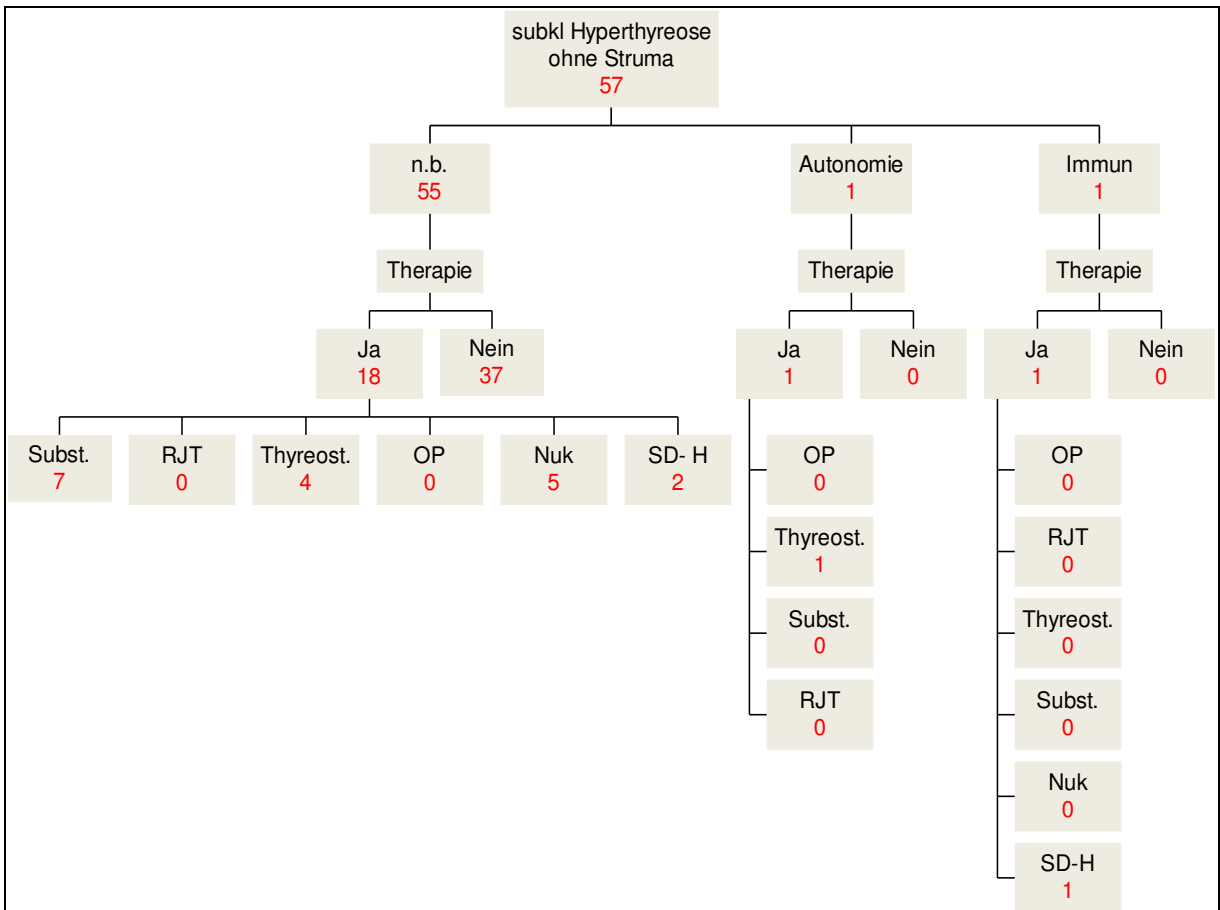 subkl Hyperthyreose
ohne Struma
57
n.b.
55
Autonomie
1
Immun
1
Therapie
Therapie
Therapie
Ja
18
Nein
37
Ja
1
Nein
0
Ja
1
Nein
0
Subst.
7
RJT
0
Thyreost.
4
OP
0
Nuk
5
SD- H
2
OP
0
Thyreost.
1
Subst.
0
RJT
0
OP
0
RJT
0
Thyreost.
0
Subst.
0
Nuk
0
SD-H
1